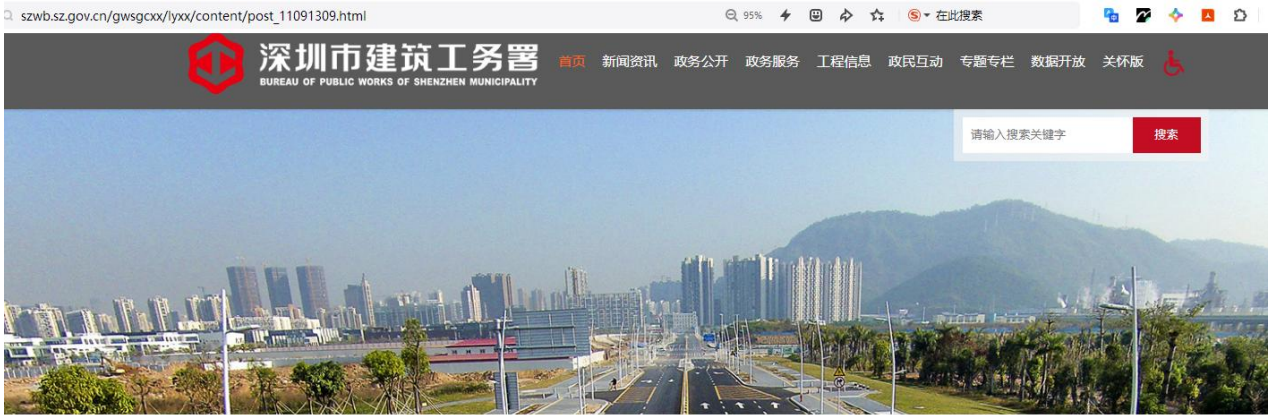 szwb.sz.gov.cn/gwsgcxx/lyxx/content/post_11091309.html 95% 在此搜索
深圳市建筑工务署 首页 新闻资讯 政务公开 政务服务 工程信息 政民互动 专题专栏 数据开放 关怀版
BUREAU OF PUBLIC WORKS OF SHENZHEN MUNICIPALITY
请输入搜索关键字 搜索